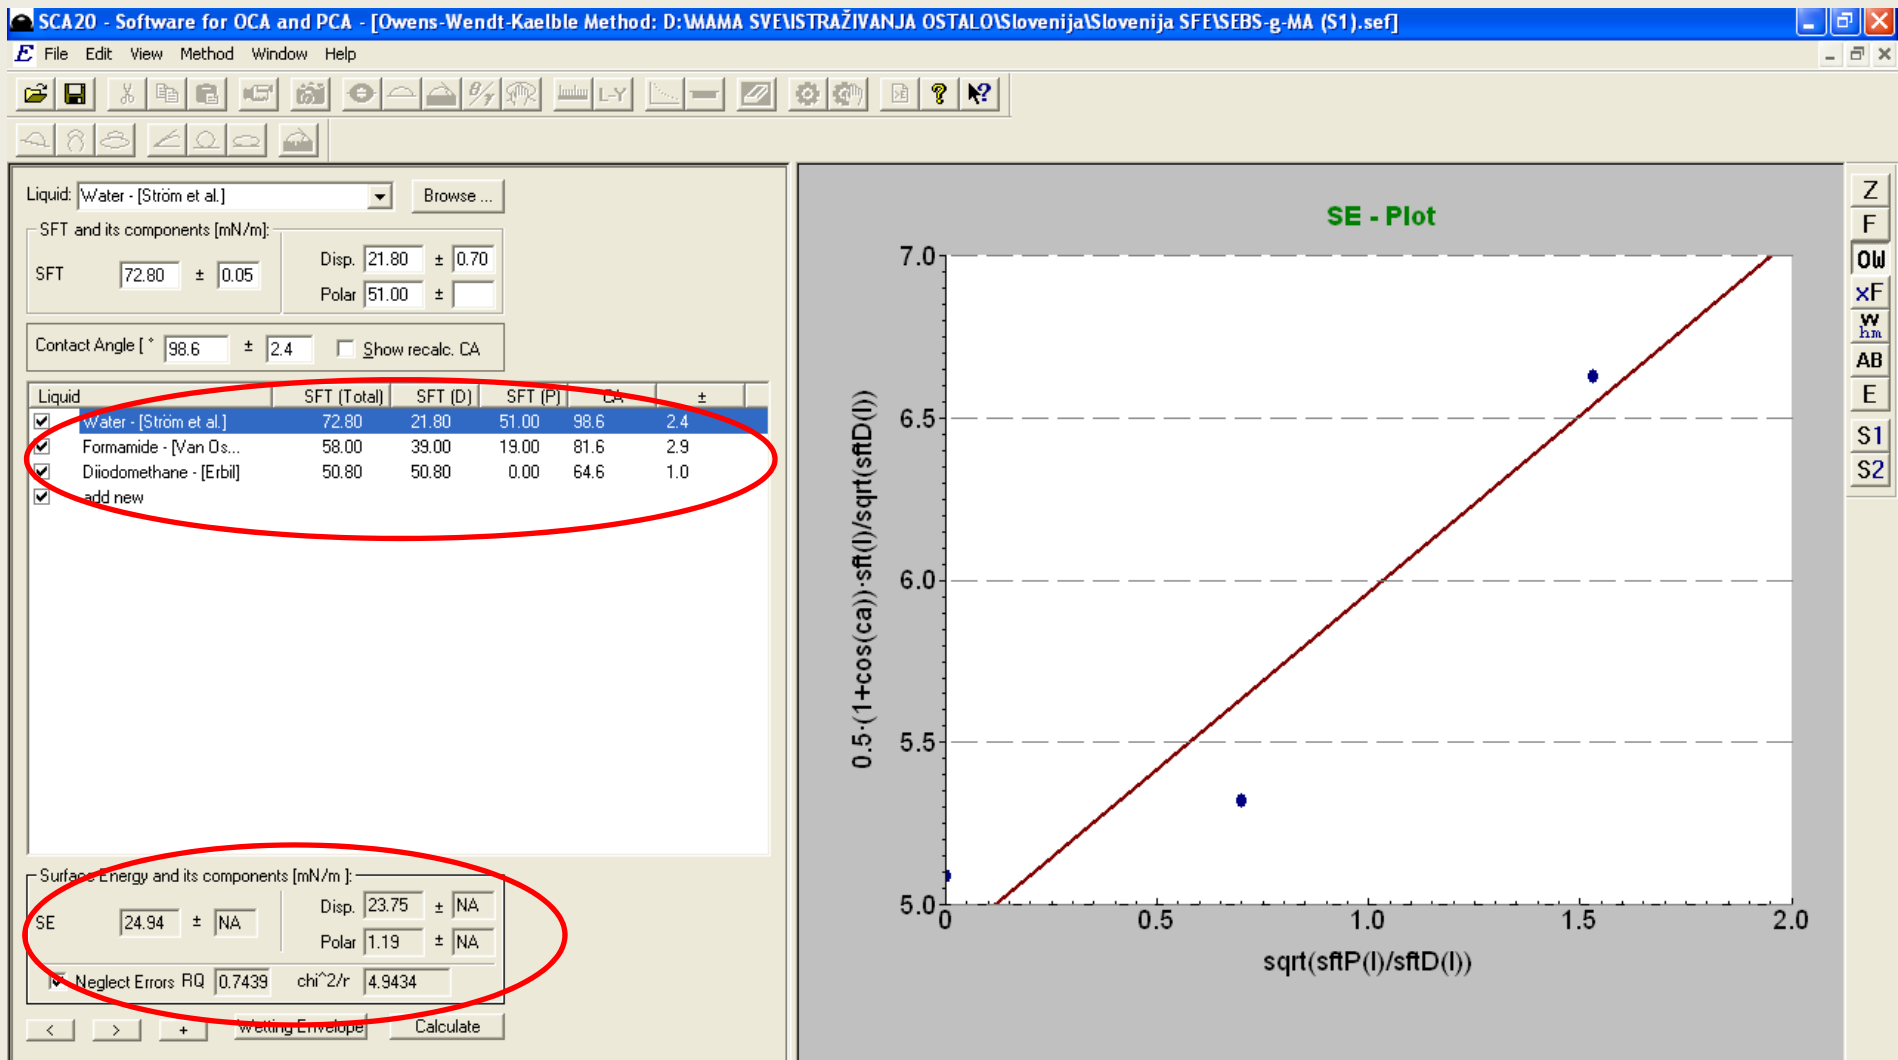 SCA20 - Software for OCA and PCA - [Owens-Wendt-Kaelble Method: D:\MAMA SVE\ISTRAŽIVANJA OSTALO\Slovenija\Slovenija SFE\SEBS-g-MA (S1).sef]
File Edit View Method Window Help
θ/γ L-Y
Liquid: Water - [Ström et al.] Browse ...
SFT and its components [mN/m]:
SFT 72.80 ± 0.05
Disp. 21.80 ± 0.70
Polar 51.00 ±
Contact Angle [ ° 98.6 ± 2.4 Show recalc. CA
Liquid SFT (Total) SFT (D) SFT (P) CA ±
Water - [Ström et al.] 72.80 21.80 51.00 98.6 2.4
Formamide - [Van Os... 58.00 39.00 19.00 81.6 2.9
Diiodomethane - [Erbil] 50.80 50.80 0.00 64.6 1.0
add new
Surface Energy and its components [mN/m ]:
SE 24.94 ± NA
Disp. 23.75 ± NA
Polar 1.19 ± NA
Neglect Errors RQ 0.7439 chi^2/r 4.9434
< > + Wetting Envelope Calculate
SE - Plot
0.5·(1+cos(ca))·sft(l)/sqrt(sftD(l))
7.0
6.5
6.0
5.5
5.0
0 0.5 1.0 1.5 2.0
sqrt(sftP(l)/sftD(l))
Z
F
OW
xF
W
hm
AB
E
S1
S2